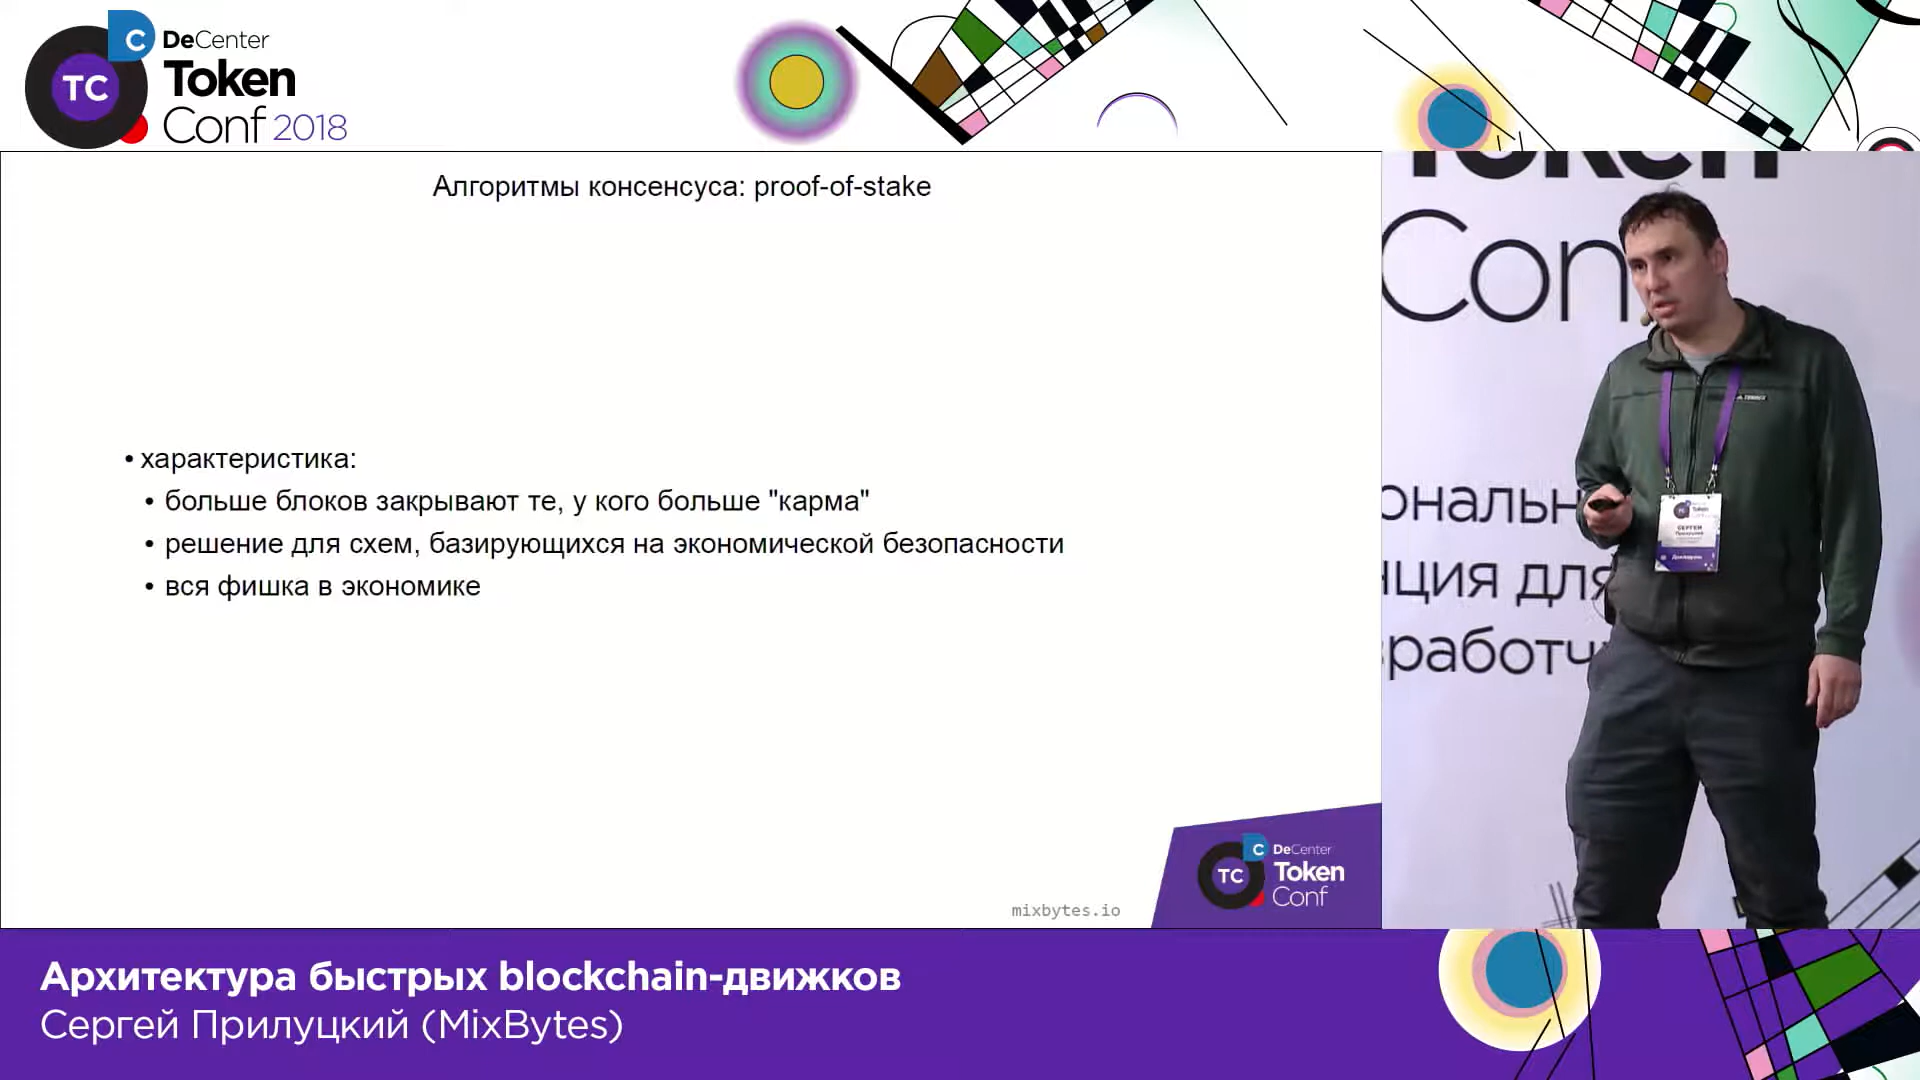 C
DeCenter
TC
Token
Conf 2018
Алгоритмы консенсуса: proof-of-stake
• характеристика:
• больше блоков закрывают те, у кого больше "карма"
• решение для схем, базирующихся на экономической безопасности
• вся фишка в экономике
mixbytes.io
C
DeCenter
TC
Token
Conf
Token
Con
ональн
нция для
работч
СЕРГЕЙ
Архитектура быстрых blockchain-движков
Сергей Прилуцкий (MixBytes)